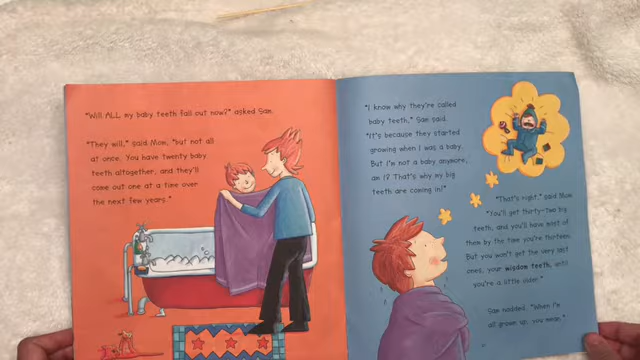 "Will ALL my baby teeth fall out now?" asked Sam.
"They will," said Mom, "but not all
at once. You have twenty baby
teeth altogether, and they'll
come out one at a time over
the next few years."
"I know why they're called
baby teeth," Sam said.
"It's because they started
growing when I was a baby.
But I'm not a baby anymore,
am I? That's why my big
teeth are coming in!"
"That's right," said Mom.
"You'll get thirty-two big
teeth, and you'll have most of
them by the time you're thirteen.
But you won't get the very last
ones, your wisdom teeth, until
you're a little older."
Sam nodded. "When I'm
all grown up, you mean."